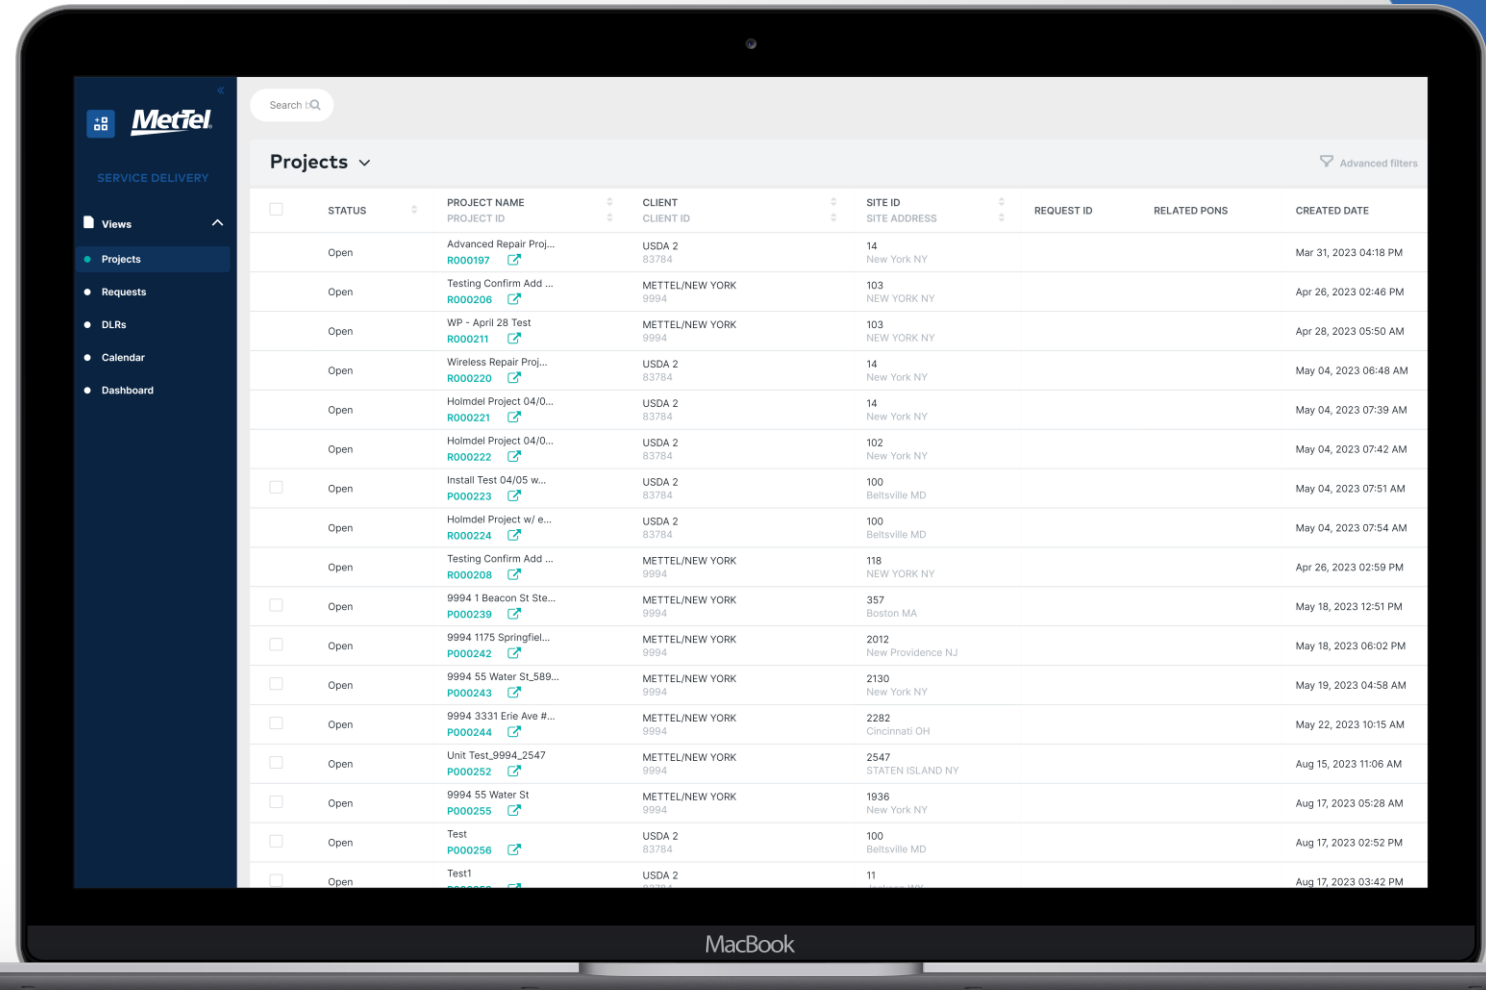 MetTel
SERVICE DELIVERY
Views
Projects
Requests
DLRs
Calendar
Dashboard
Search
Projects
Advanced filters
STATUS PROJECT NAME CLIENT SITE ID REQUEST ID RELATED PONS CREATED DATE
PROJECT ID CLIENT ID SITE ADDRESS
Open Advanced Repair Proj... USDA 2 14 Mar 31, 2023 04:18 PM
R000197 83784 New York NY
Open Testing Confirm Add ... METTEL/NEW YORK 103 Apr 26, 2023 02:46 PM
R000206 9994 NEW YORK NY
Open WP - April 28 Test METTEL/NEW YORK 103 Apr 28, 2023 05:50 AM
R000211 9994 NEW YORK NY
Open Wireless Repair Proj... USDA 2 14 May 04, 2023 06:48 AM
R000220 83784 New York NY
Open Holmdel Project 04/0... USDA 2 14 May 04, 2023 07:39 AM
R000221 83784 New York NY
Open Holmdel Project 04/0... USDA 2 102 May 04, 2023 07:42 AM
R000222 83784 New York NY
Open Install Test 04/05 w... USDA 2 100 May 04, 2023 07:51 AM
P000223 83784 Beltsville MD
Open Holmdel Project w/ e... USDA 2 100 May 04, 2023 07:54 AM
R000224 83784 Beltsville MD
Open Testing Confirm Add ... METTEL/NEW YORK 118 Apr 26, 2023 02:59 PM
R000208 9994 NEW YORK NY
Open 9994 1 Beacon St Ste... METTEL/NEW YORK 357 May 18, 2023 12:51 PM
P000239 9994 Boston MA
Open 9994 1175 Springfiel... METTEL/NEW YORK 2012 May 18, 2023 06:02 PM
P000242 9994 New Providence NJ
Open 9994 55 Water St_589... METTEL/NEW YORK 2130 May 19, 2023 04:58 AM
P000243 9994 New York NY
Open 9994 3331 Erie Ave #... METTEL/NEW YORK 2282 May 22, 2023 10:15 AM
P000244 9994 Cincinnati OH
Open Unit Test_9994_2547 METTEL/NEW YORK 2547 Aug 15, 2023 11:06 AM
P000252 9994 STATEN ISLAND NY
Open 9994 55 Water St METTEL/NEW YORK 1936 Aug 17, 2023 05:28 AM
P000255 9994 New York NY
Open Test USDA 2 100 Aug 17, 2023 02:52 PM
P000256 83784 Beltsville MD
Open Test1 USDA 2 11 Aug 17, 2023 03:42 PM
MacBook